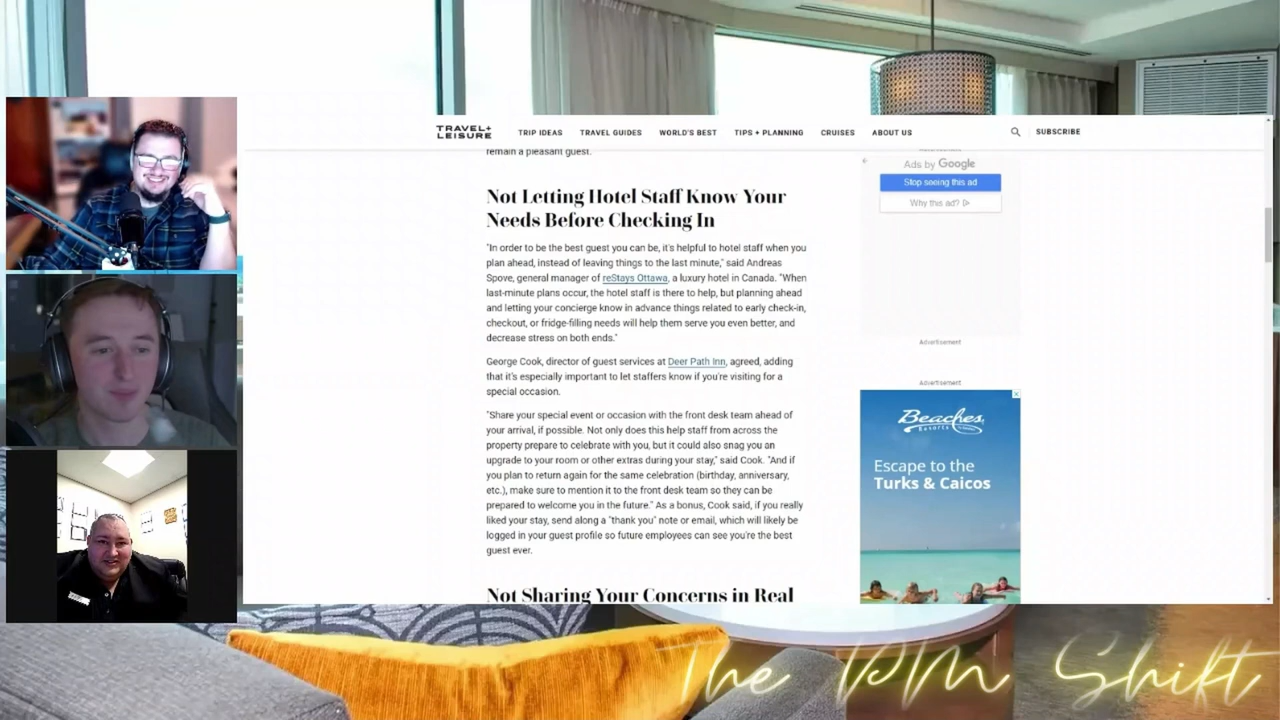 TRAVEL+
LEISURE
TRIP IDEAS
TRAVEL GUIDES
WORLD'S BEST
TIPS + PLANNING
CRUISES
ABOUT US
SUBSCRIBE
remain a pleasant guest.
Not Letting Hotel Staff Know Your
Needs Before Checking In
"In order to be the best guest you can be, it's helpful to hotel staff when you
plan ahead, instead of leaving things to the last minute," said Andreas
Spove, general manager of reStays Ottawa, a luxury hotel in Canada. "When
last-minute plans occur, the hotel staff is there to help, but planning ahead
and letting your concierge know in advance things related to early check-in,
checkout, or fridge-filling needs will help them serve you even better, and
decrease stress on both ends."
George Cook, director of guest services at Deer Path Inn, agreed, adding
that it's especially important to let staffers know if you're visiting for a
special occasion.
"Share your special event or occasion with the front desk team ahead of
your arrival, if possible. Not only does this help staff from across the
property prepare to celebrate with you, but it could also snag you an
upgrade to your room or other extras during your stay," said Cook. "And if
you plan to return again for the same celebration (birthday, anniversary,
etc.), make sure to mention it to the front desk team so they can be
prepared to welcome you in the future." As a bonus, Cook said, if you really
liked your stay, send along a "thank you" note or email, which will likely be
logged in your guest profile so future employees can see you're the best
guest ever.
Not Sharing Your Concerns in Real
Ads by Google
Stop seeing this ad
Why this ad?
Advertisement
Advertisement
Beaches
Resorts
Escape to the
Turks & Caicos
The PM Shift